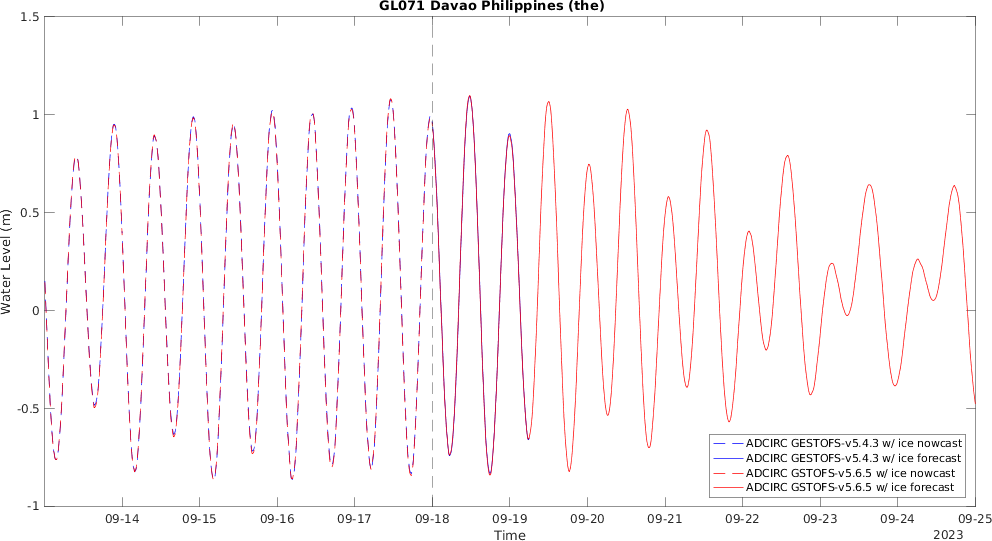 GL071 Davao Philippines (the)
1.5
1
0.5
0
-0.5
-1
Water Level (m)
ADCIRC GESTOFS-v5.4.3 w/ ice nowcast
ADCIRC GESTOFS-v5.4.3 w/ ice forecast
ADCIRC GSTOFS-v5.6.5 w/ ice nowcast
ADCIRC GSTOFS-v5.6.5 w/ ice forecast
09-14 09-15 09-16 09-17 09-18 09-19 09-20 09-21 09-22 09-23 09-24 09-25
Time
2023